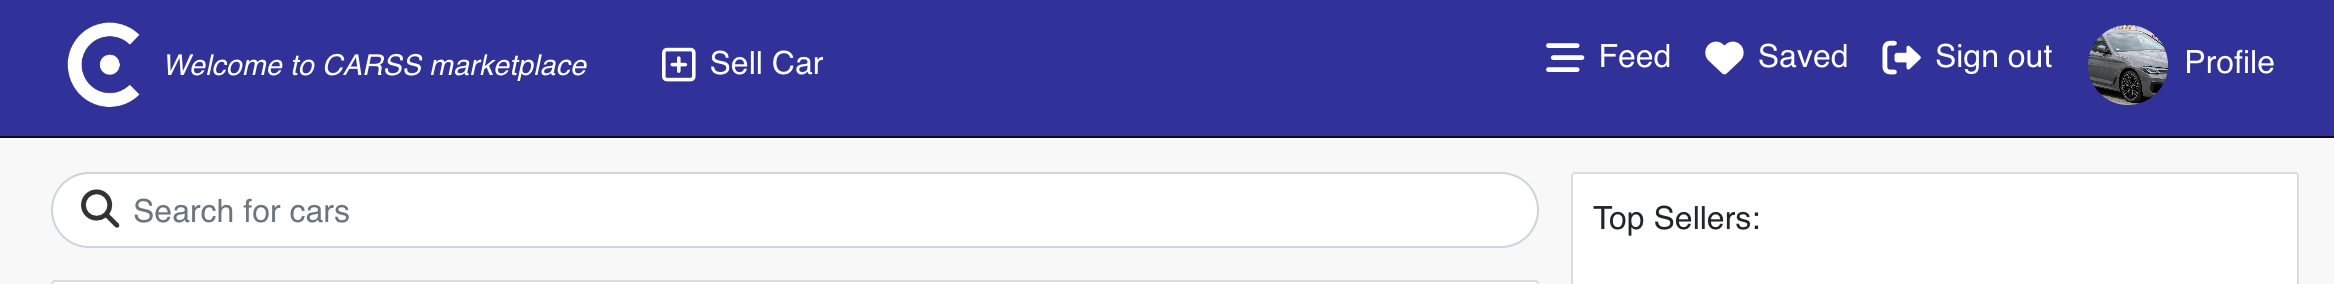 Welcome to CARSS marketplace Sell Car Feed Saved Sign out Profile
Search for cars
Top Sellers: